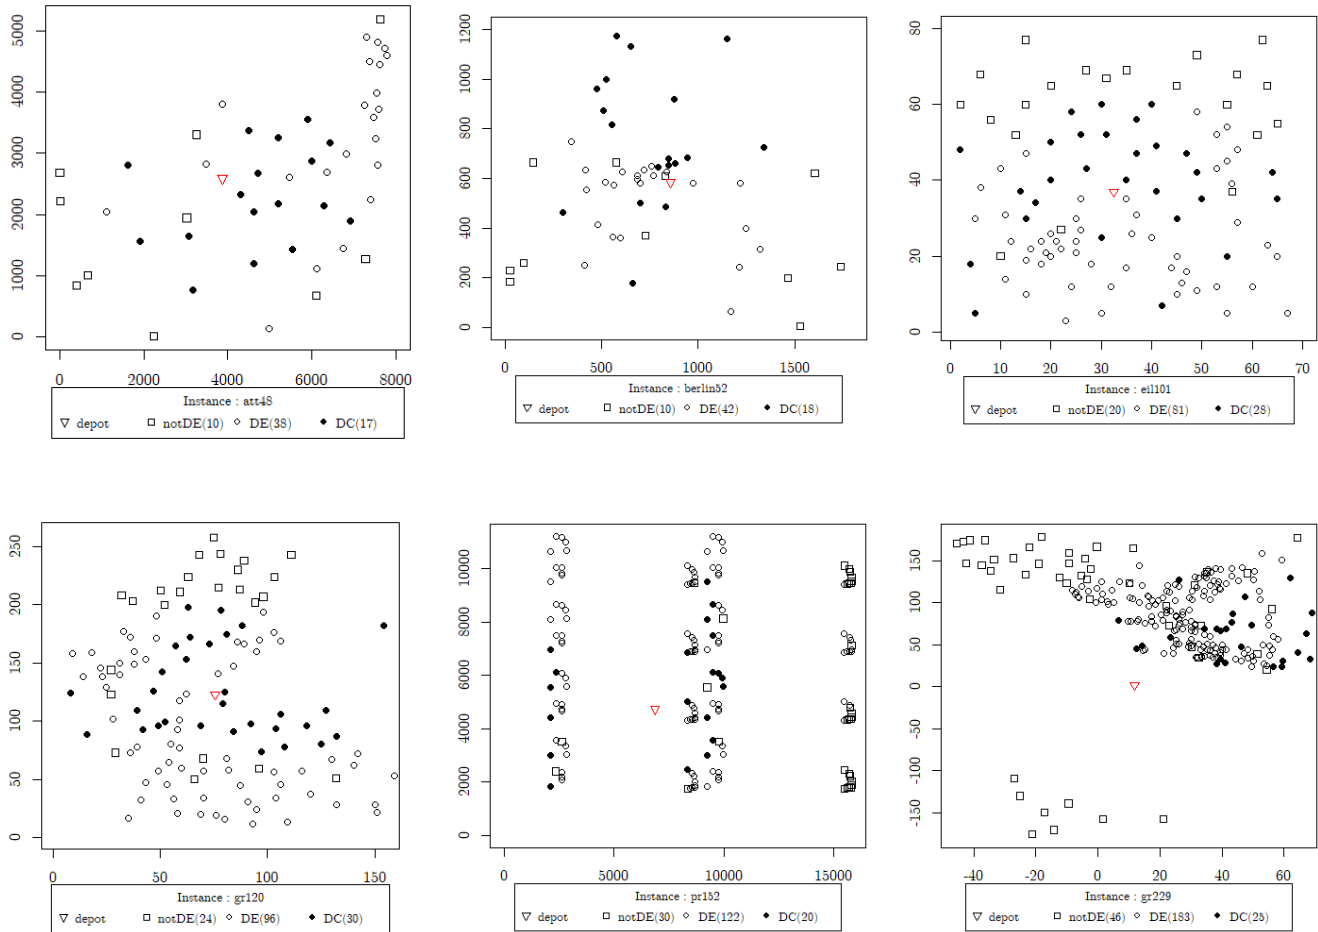 5000
4000
3000
2000
1000
0
0 2000 4000 6000 8000
Instance : att48
depot notDE(10) DE(38) DC(17)
1200
1000
800
600
400
200
0
0 500 1000 1500
Instance : berlin52
depot notDE(10) DE(42) DC(18)
80
60
40
20
0
0 10 20 30 40 50 60 70
Instance : eil101
depot notDE(20) DE(81) DC(28)
250
200
150
100
50
0
0 50 100 150
Instance : gr120
depot notDE(24) DE(96) DC(30)
10000
8000
6000
4000
2000
0
0 5000 10000 15000
Instance : pr152
depot notDE(30) DE(122) DC(20)
150
100
50
0
-50
-100
-150
-40 -20 0 20 40 60
Instance : gr229
depot notDE(46) DE(183) DC(25)